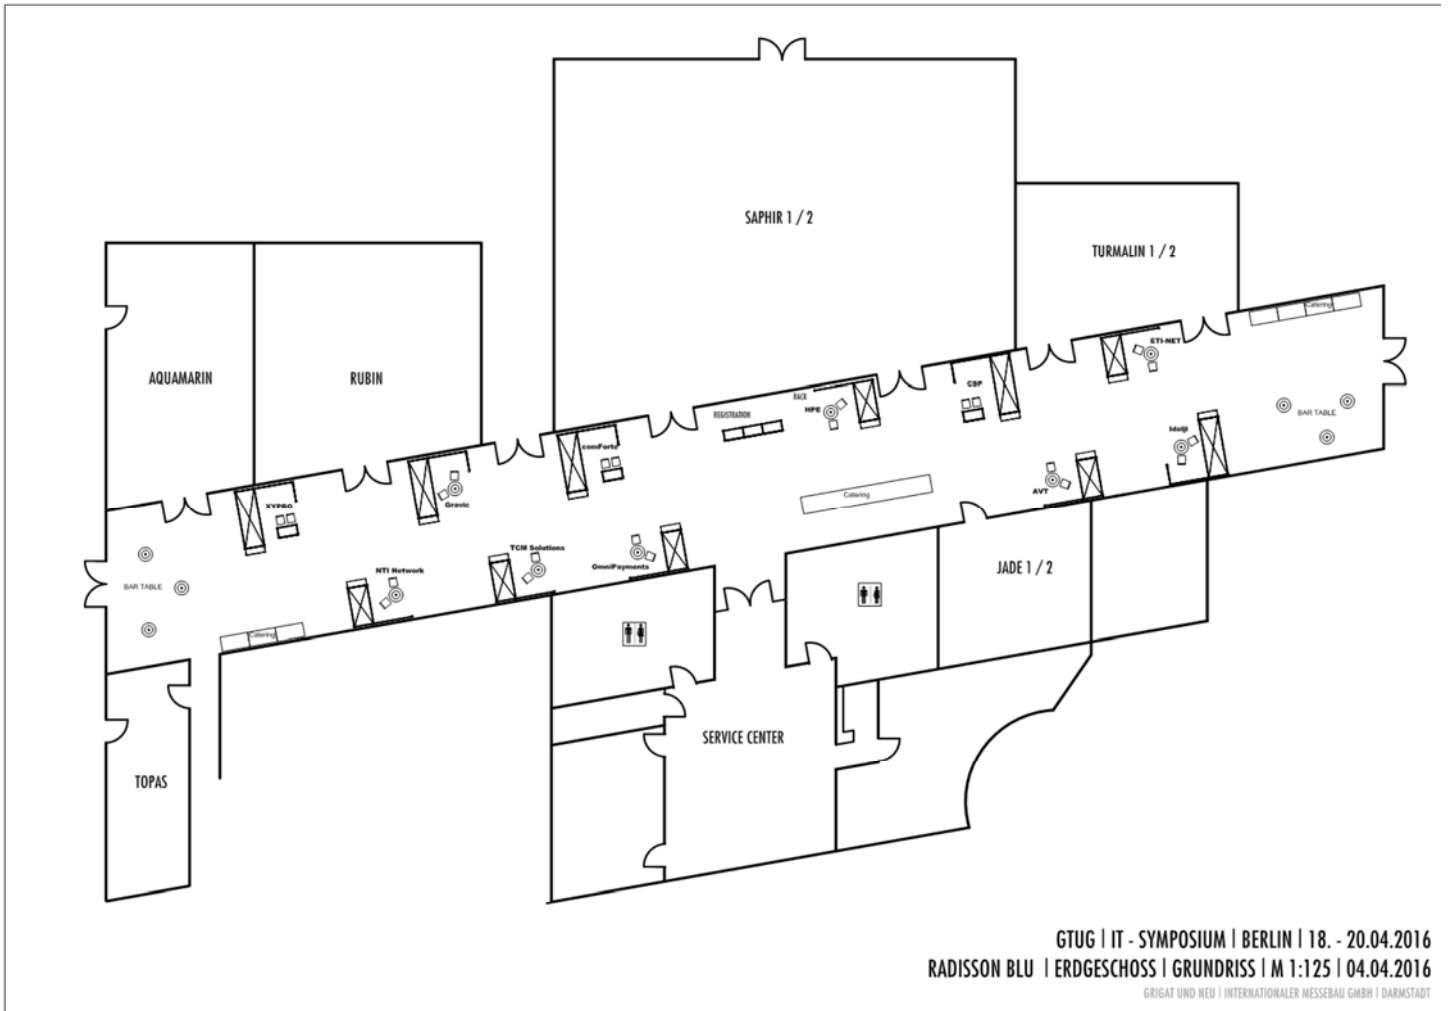 SAPHIR 1 / 2
TURMALIN 1 / 2
AQUAMARIN
RUBIN
Catering
ETI-NET
CSP
RACK
HPE
REGISTRATION
BAR TABLE
Idelji
comForte
Gravic
XYPRO
AVT
Catering
TCM Solutions
OmniPayments
NTI Network
BAR TABLE
Catering
JADE 1 / 2
SERVICE CENTER
TOPAS
GTUG | IT - SYMPOSIUM | BERLIN | 18. - 20.04.2016
RADISSON BLU | ERDGESCHOSS | GRUNDRISS | M 1:125 | 04.04.2016
GRIGAT UND NEU | INTERNATIONALER MESSEBAU GMBH | DARMSTADT